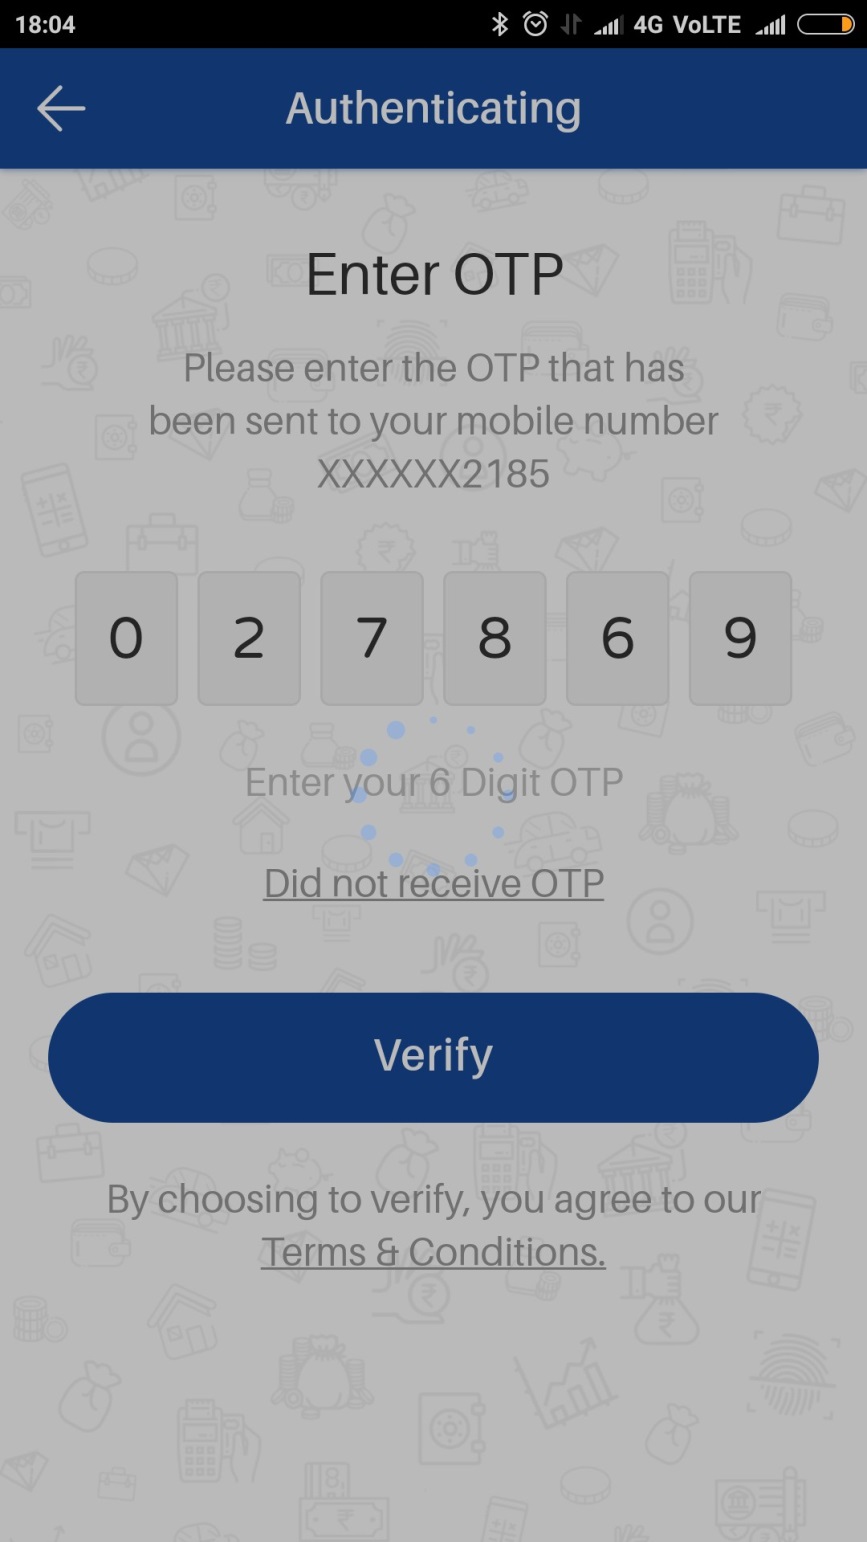 18:04 4G VoLTE
Authenticating
Enter OTP
Please enter the OTP that has
been sent to your mobile number
XXXXXX2185
0 2 7 8 6 9
Enter your 6 Digit OTP
Did not receive OTP
Verify
By choosing to verify, you agree to our
Terms & Conditions.